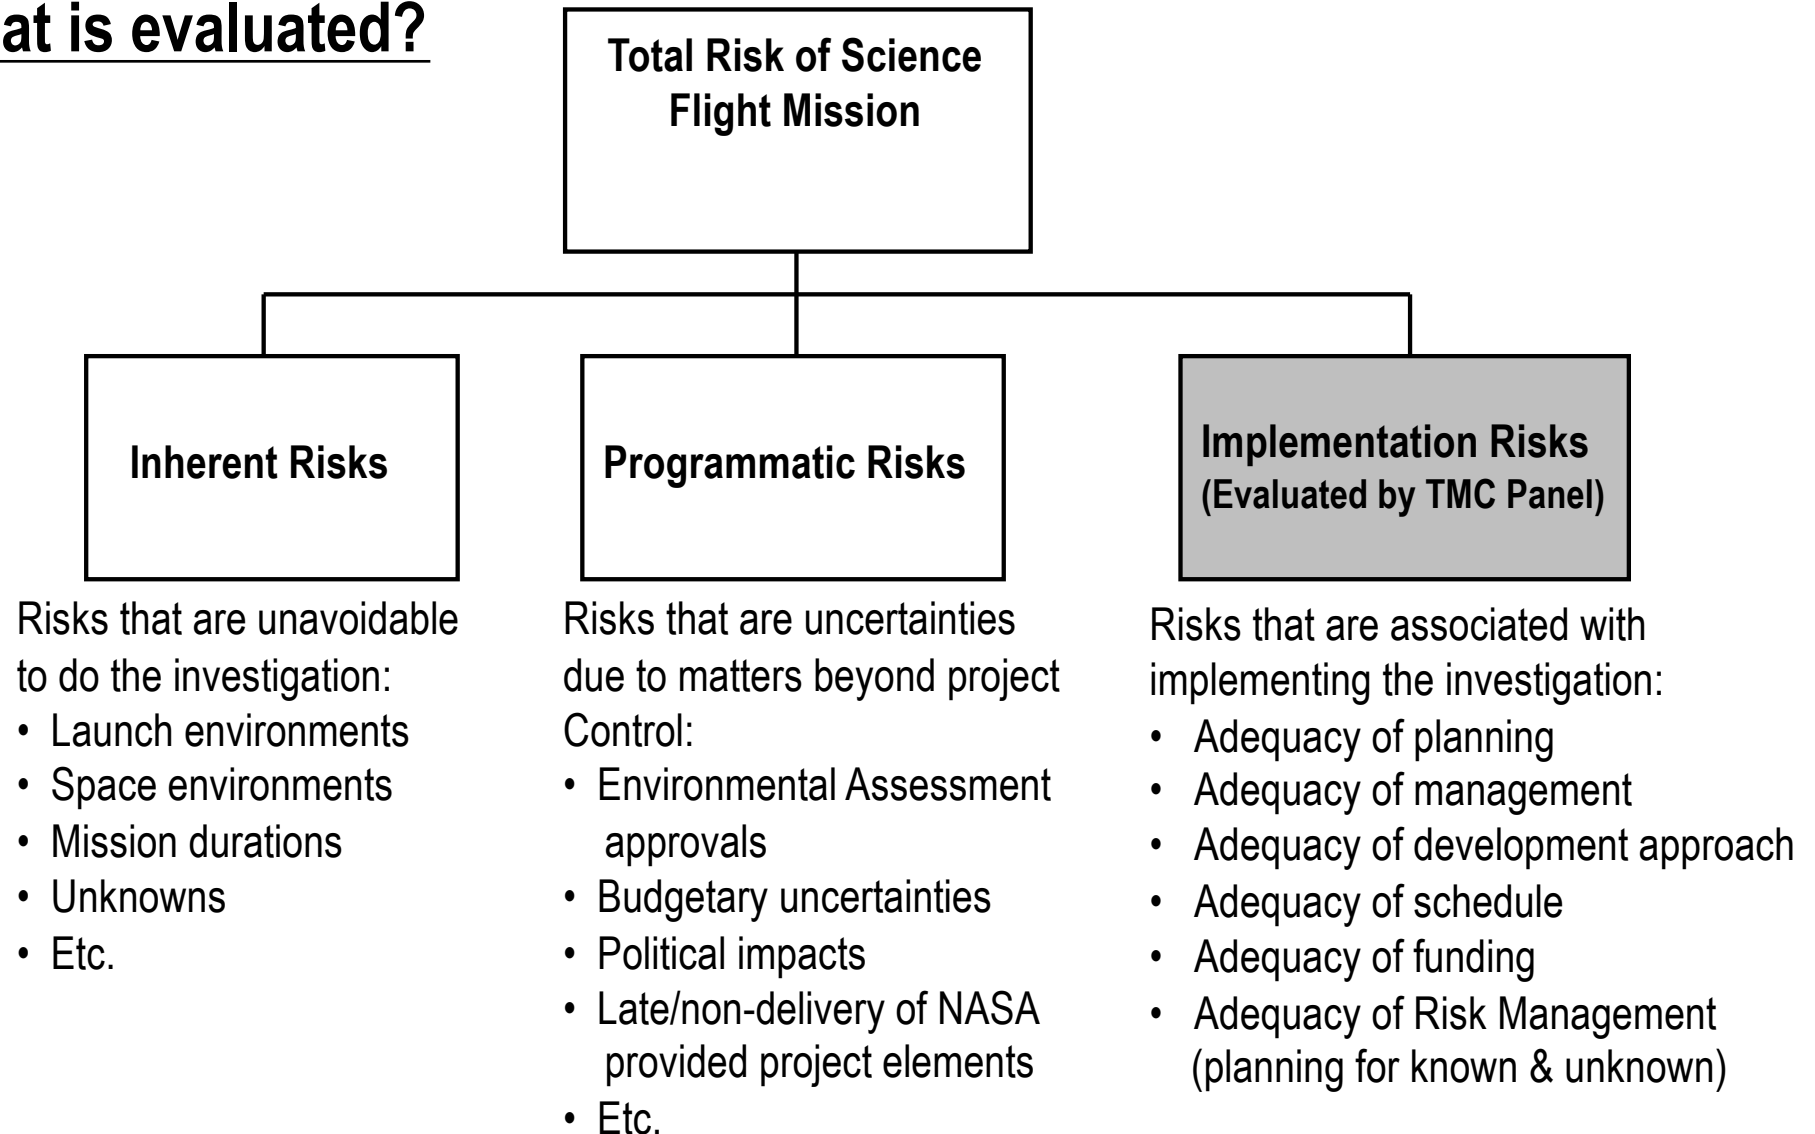 at is evaluated?
Total Risk of Science
Flight Mission
Inherent Risks
Programmatic Risks
Implementation Risks
(Evaluated by TMC Panel)
Risks that are unavoidable
to do the investigation:
• Launch environments
• Space environments
• Mission durations
• Unknowns
• Etc.
Risks that are uncertainties
due to matters beyond project
Control:
• Environmental Assessment
approvals
• Budgetary uncertainties
• Political impacts
• Late/non-delivery of NASA
provided project elements
• Etc.
Risks that are associated with
implementing the investigation:
• Adequacy of planning
• Adequacy of management
• Adequacy of development approach
• Adequacy of schedule
• Adequacy of funding
• Adequacy of Risk Management
(planning for known & unknown)